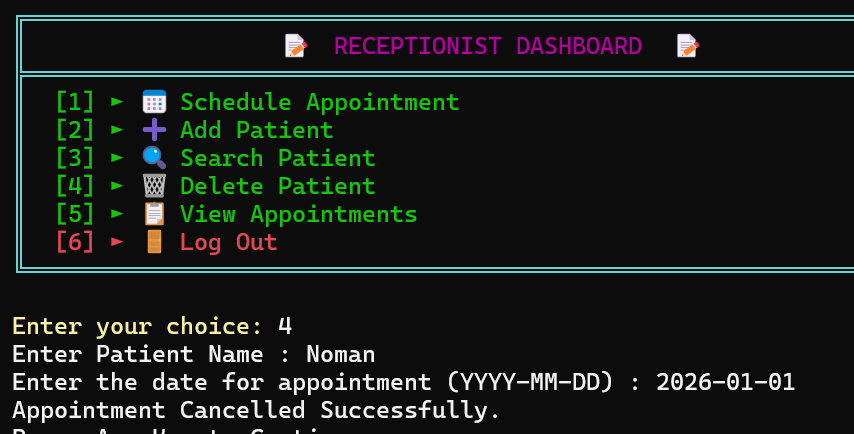 📝 RECEPTIONIST DASHBOARD 📝
[1] ► 📅 Schedule Appointment
[2] ► ➕ Add Patient
[3] ► 🔍 Search Patient
[4] ► 🗑️ Delete Patient
[5] ► 📋 View Appointments
[6] ► 🚪 Log Out
Enter your choice: 4
Enter Patient Name : Noman
Enter the date for appointment (YYYY-MM-DD) : 2026-01-01
Appointment Cancelled Successfully.